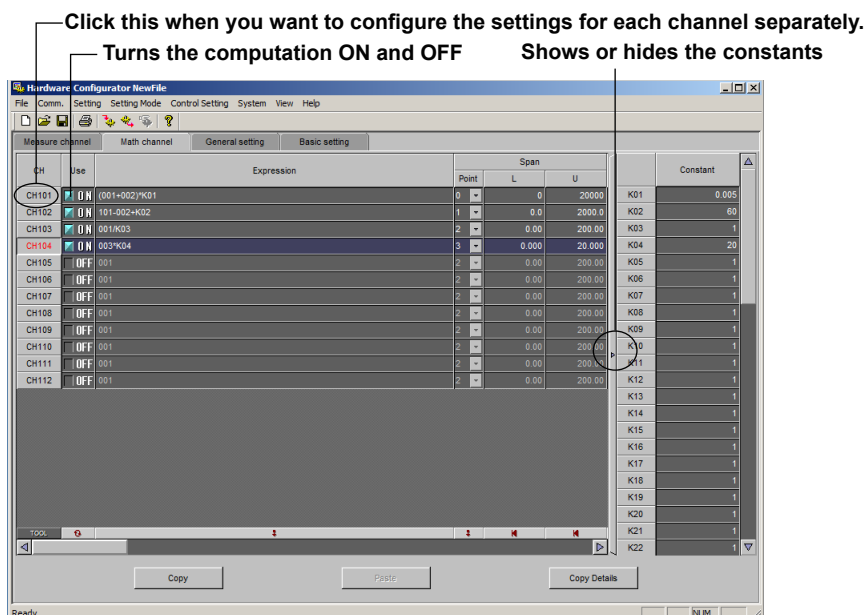 Click this when you want to configure the settings for each channel separately.
Turns the computation ON and OFF
Shows or hides the constants
Hardware Configurator NewFile
File Comm. Setting Setting Mode Control Setting System View Help
Measure channel Math channel General setting Basic setting
CH Use Expression Span Constant
Point L U
CH101 ON (001+002)*K01 0 0 20000 K01 0.005
CH102 ON 101-002+K02 1 0.0 2000.0 K02 60
CH103 ON 001/K03 2 0.00 200.00 K03 1
CH104 ON 003*K04 3 0.000 20.000 K04 20
CH105 OFF 001 2 0.00 200.00 K05 1
CH106 OFF 001 2 0.00 200.00 K06 1
CH107 OFF 001 2 0.00 200.00 K07 1
CH108 OFF 001 2 0.00 200.00 K08 1
CH109 OFF 001 2 0.00 200.00 K09 1
CH110 OFF 001 2 0.00 200.00 K10 1
CH111 OFF 001 2 0.00 200.00 K11 1
CH112 OFF 001 2 0.00 200.00 K12 1
K13 1
K14 1
K15 1
K16 1
K17 1
K18 1
K19 1
K20 1
TOOL K21 1
K22 1
Copy Paste Copy Details
Ready NUM